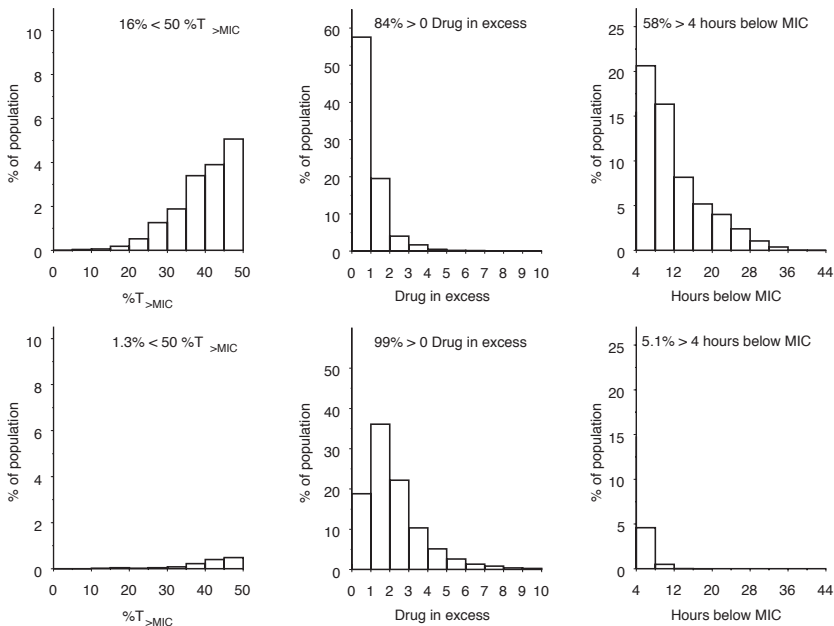 16% < 50 %T >MIC
% of population
10
8
6
4
2
0
0 10 20 30 40 50
%T>MIC
84% > 0 Drug in excess
% of population
60
50
40
30
20
10
0
0 1 2 3 4 5 6 7 8 9 10
Drug in excess
58% > 4 hours below MIC
% of population
25
20
15
10
5
0
4 12 20 28 36 44
Hours below MIC
1.3% < 50 %T >MIC
% of population
10
8
6
4
2
0
0 10 20 30 40 50
%T>MIC
99% > 0 Drug in excess
% of population
50
40
30
20
10
0
0 1 2 3 4 5 6 7 8 9 10
Drug in excess
5.1% > 4 hours below MIC
% of population
25
20
15
10
5
0
4 12 20 28 36 44
Hours below MIC